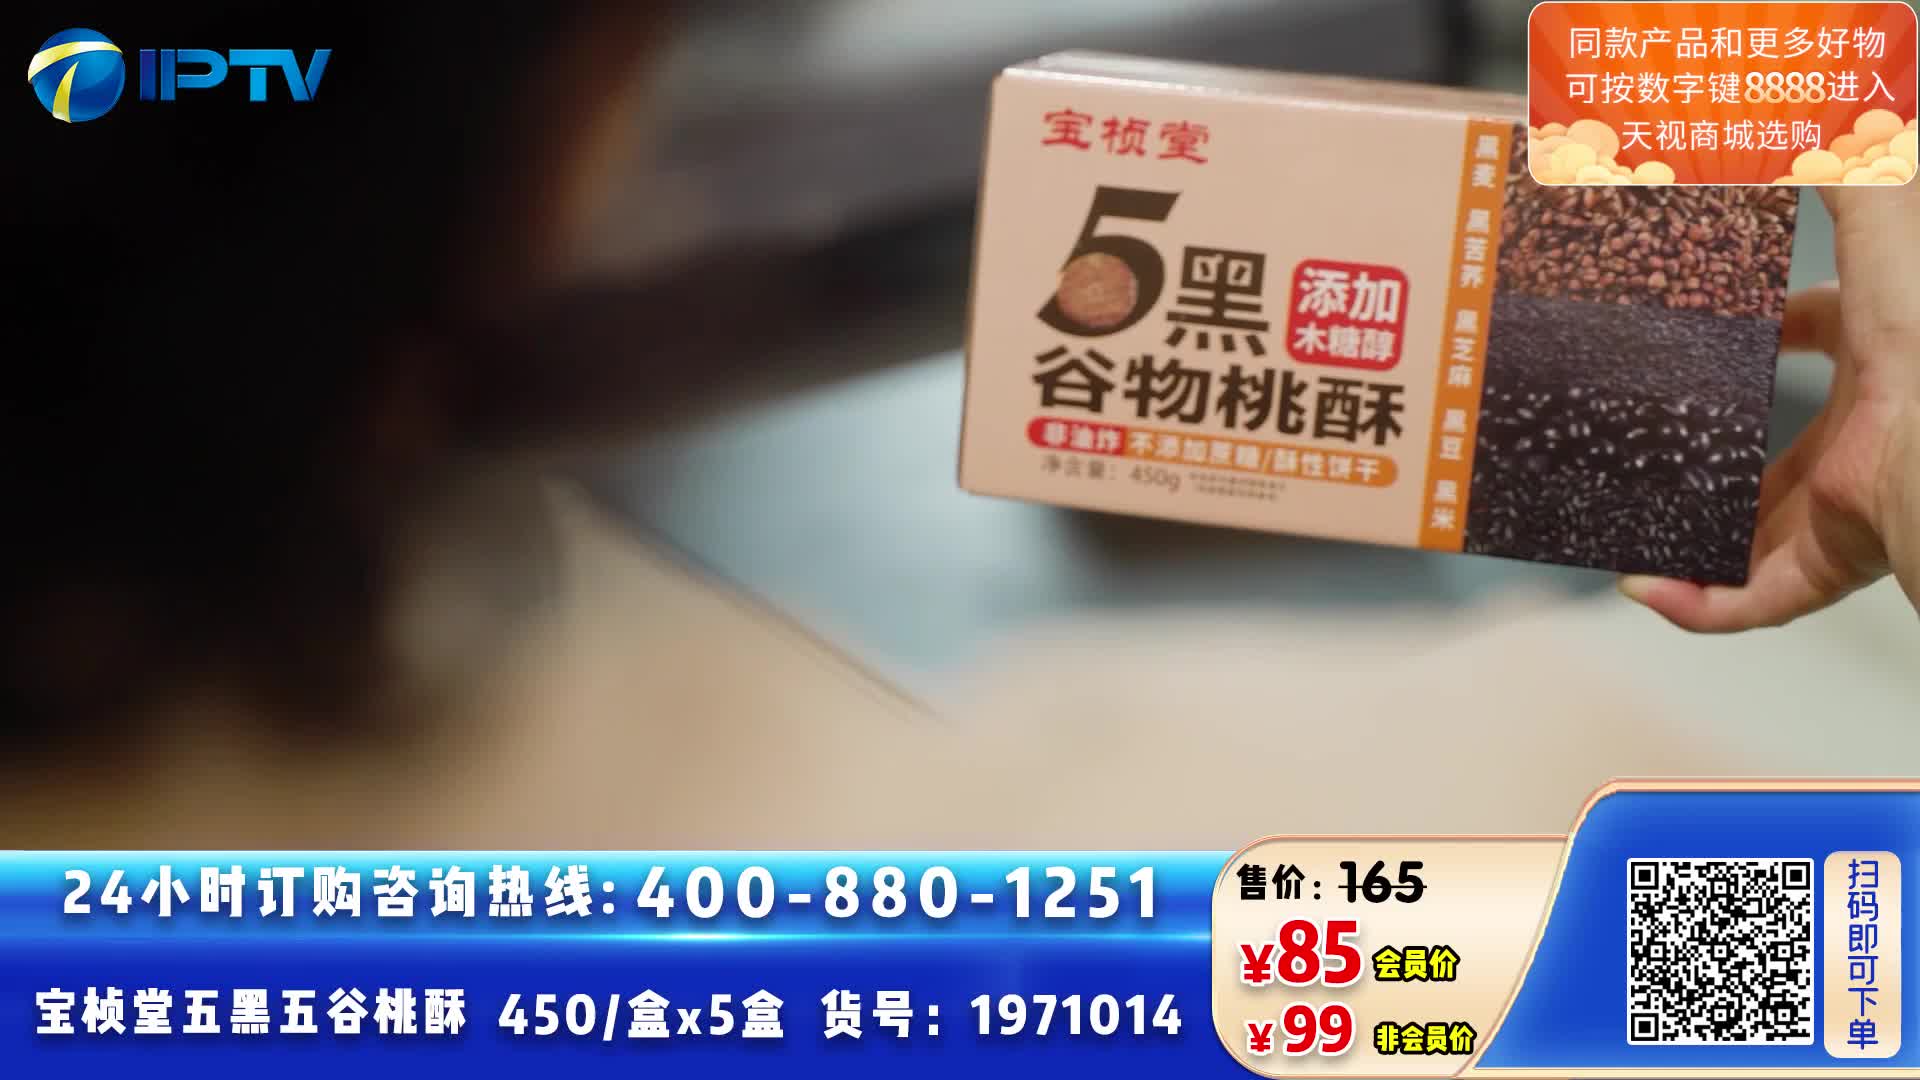 IPTV
同款产品和更多好物
可按数字键8888进入
天视商城选购
宝桢堂
5黑
谷物桃酥
添加
木糖醇
非油炸 不添加蔗糖/酥性饼干
净含量：450g
黑麦 黑苦荞 黑芝麻 黑豆 黑米
24小时订购咨询热线:400-880-1251
宝桢堂五黑五谷桃酥 450/盒x5盒 货号：1971014
售价：165
¥85 会员价
¥99 非会员价
扫码即可下单